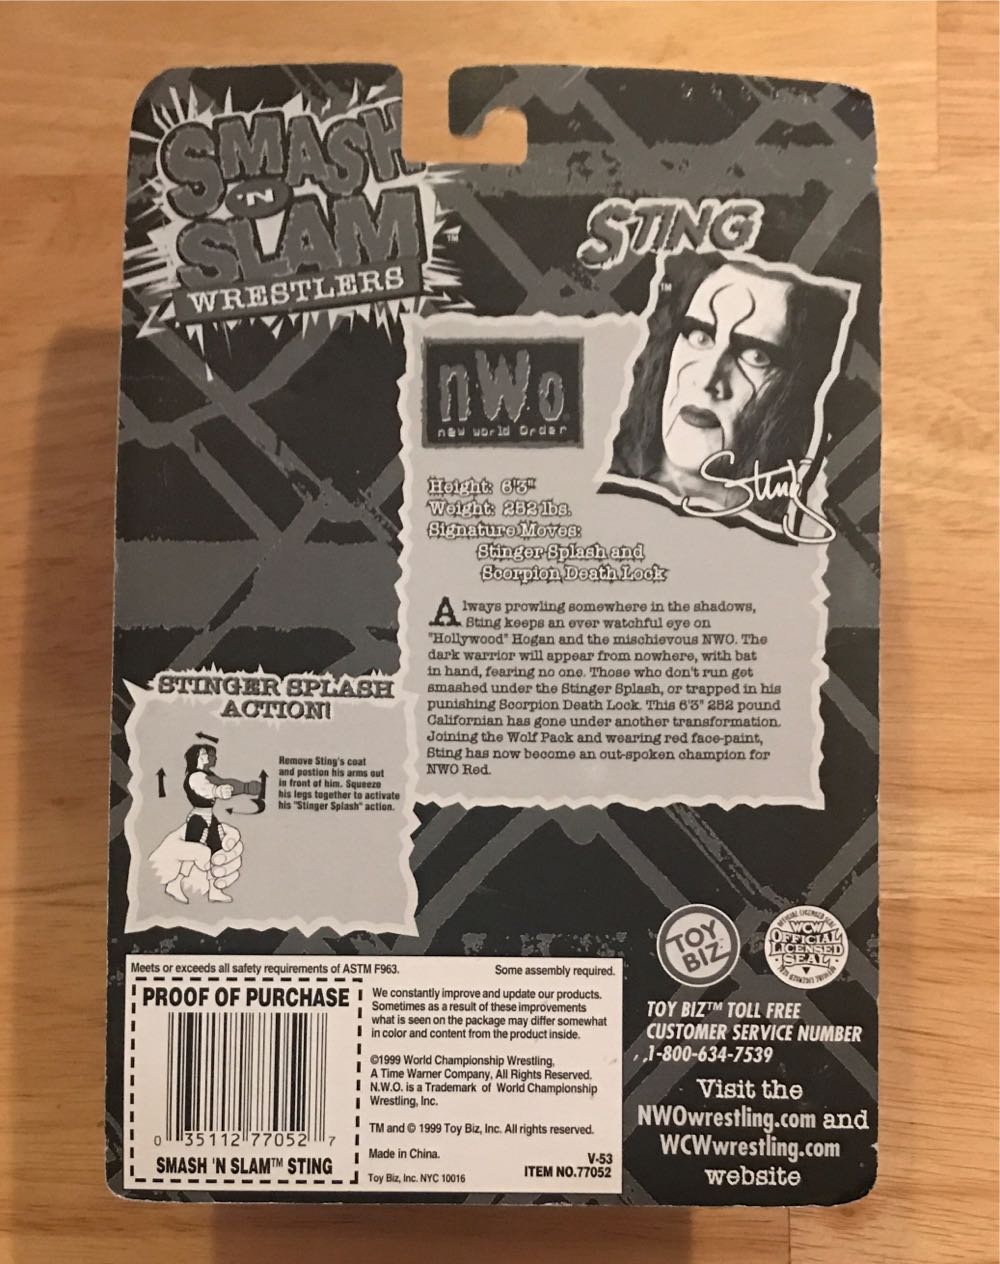 SMASH
'N
SLAM
WRESTLERS
TM
STING
TM
nWo
new world Order
Sting
Height: 6'3"
Weight: 252 lbs.
Signature Moves:
Stinger Splash and
Scorpion Death Lock
Always prowling somewhere in the shadows,
Sting keeps an ever watchful eye on
"Hollywood" Hogan and the mischievous NWO. The
dark warrior will appear from nowhere, with bat
in hand, fearing no one. Those who don't run get
smashed under the Stinger Splash, or trapped in his
punishing Scorpion Death Lock. This 6'3" 252 pound
Californian has gone under another transformation.
Joining the Wolf Pack and wearing red face-paint,
Sting has now become an out-spoken champion for
NWO Red.
STINGER SPLASH
ACTION!
Remove Sting's coat
and postion his arms out
in front of him. Squeeze
his legs together to activate
his "Stinger Splash" action.
Meets or exceeds all safety requirements of ASTM F963.
Some assembly required.
PROOF OF PURCHASE
0 35112 77052 7
SMASH 'N SLAM™ STING
We constantly improve and update our products.
Sometimes as a result of these improvements
what is seen on the package may differ somewhat
in color and content from the product inside.
©1999 World Championship Wrestling,
A Time Warner Company, All Rights Reserved.
N.W.O. is a Trademark of World Championship
Wrestling, Inc.
TM and © 1999 Toy Biz, Inc. All rights reserved.
Made in China.
V-53
ITEM NO.77052
Toy Biz, Inc. NYC 10016
TOY
BIZ
WCW
OFFICIAL
LICENSED
SEAL
TOY BIZ™ TOLL FREE
CUSTOMER SERVICE NUMBER
1-800-634-7539
Visit the
NWOwrestling.com and
WCWwrestling.com
website